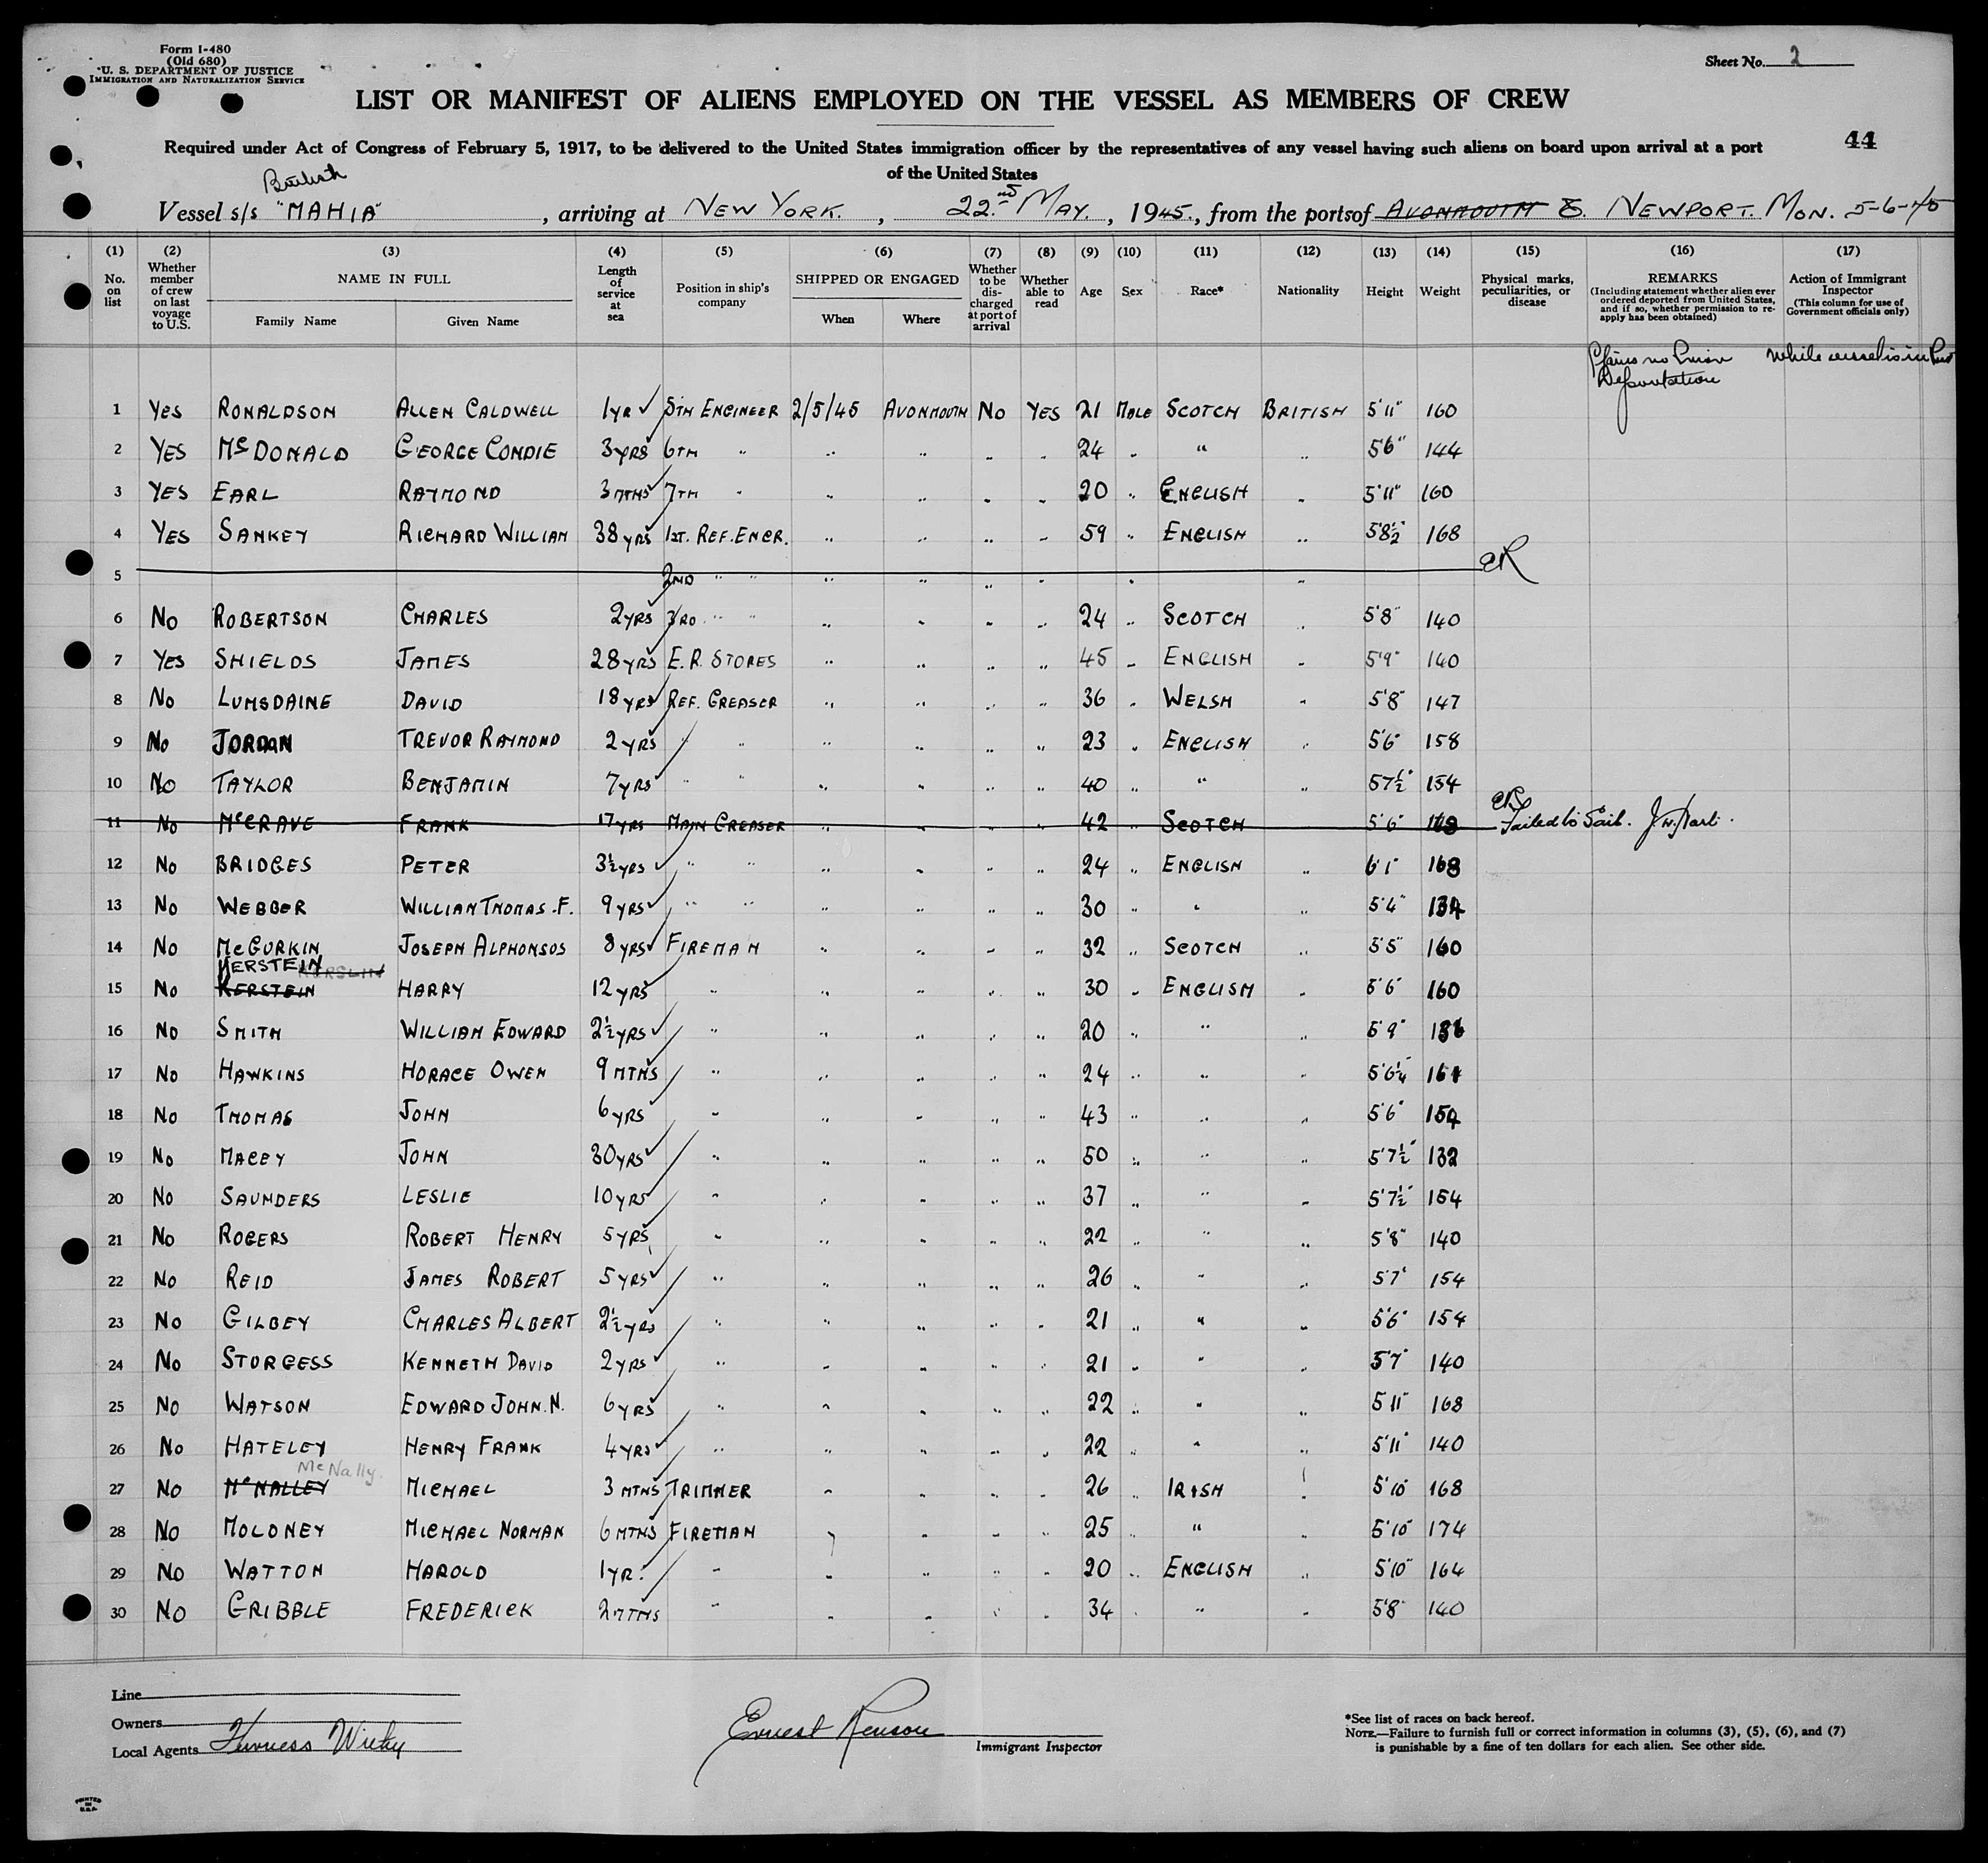 Form I-480
(Old 680)
U. S. DEPARTMENT OF JUSTICE
IMMIGRATION AND NATURALIZATION SERVICE
Sheet No. 2
LIST OR MANIFEST OF ALIENS EMPLOYED ON THE VESSEL AS MEMBERS OF CREW
44
Required under Act of Congress of February 5, 1917, to be delivered to the United States immigration officer by the representatives of any vessel having such aliens on board upon arrival at a port
of the United States
British
Vessel s/s "MAHIA", arriving at NEW YORK., 22nd MAY., 1945., from the ports of AVONMOUTH & NEWPORT. MON. 5-6-45
(1) (2) (3) (4) (5) (6) (7) (8) (9) (10) (11) (12) (13) (14) (15) (16) (17)
No. on list
Whether member of crew on last voyage to U.S.
NAME IN FULL
Family Name
Given Name
Length of service at sea
Position in ship's company
SHIPPED OR ENGAGED
When
Where
Whether to be discharged at port of arrival
Whether able to read
Age
Sex
Race*
Nationality
Height
Weight
Physical marks, peculiarities, or disease
REMARKS
(Including statement whether alien ever ordered deported from United States, and if so, whether permission to reapply has been obtained)
Action of Immigrant Inspector
(This column for use of Government officials only)
no Prior Deportation
while vessel is in Port
1 YES RONALDSON ALLEN CALDWELL 1YR ✓ 5TH ENGINEER 2/5/45 AVONMOUTH NO YES 21 MALE SCOTCH BRITISH 5'11" 160
2 YES McDONALD GEORGE CONDIE 3YRS 6TH " " " " " 24 " " " 5'6" 144
3 YES EARL RAYMOND 3MTHS 7TH " " " " " 20 " ENGLISH " 5'11" 160
4 YES SANKEY RICHARD WILLIAM 38YRS 1ST. REF. ENGR. " " " " 59 " ENGLISH " 5'8½" 168
5 2ND " " " " " " " " CR
6 NO ROBERTSON CHARLES 2YRS 3RD " " " " " " 24 " SCOTCH " 5'8" 140
7 YES SHIELDS JAMES 28YRS E.R. STORES " " " " 45 " ENGLISH " 5'9" 140
8 NO LUMSDAINE DAVID 18YRS REF. GREASER " " " " 36 " WELSH " 5'8" 147
9 NO JORDAN TREVOR RAYMOND 2YRS " " " " " " 23 " ENGLISH " 5'6" 158
10 NO TAYLOR BENJAMIN 7YRS " " " " " " 40 " " " 5'7½" 154
11 NO McCRAVE FRANK 17YRS MAIN GREASER " " " " 42 " SCOTCH 5'6" 168 CR Failed to Sail.
12 NO BRIDGES PETER 3½YRS ✓ " " " " " " 24 " ENGLISH " 6'1" 168
13 NO WEBBER WILLIAM THOMAS .F. 9YRS " " " " " " 30 " " " 5'4" 134
14 NO McGURKIN JOSEPH ALPHONSOS 8YRS FIREMAN " " " " 32 " SCOTCH " 5'5" 160
KERSTEIN KERSLIN
15 NO KERSTEIN HARRY 12YRS " " " " " 30 " ENGLISH " 5'6" 160
16 NO SMITH WILLIAM EDWARD 2½YRS " " " " " 20 " " " 5'9"
17 NO HAWKINS HORACE OWEN 9MTHS " " " " " 24 " " " 5'6¼" 161
18 NO THOMAS JOHN 6YRS " " " " " 43 " " " 5'6" 154
19 NO MACEY JOHN 30YRS " " " " " 50 " " " 5'7½" 132
20 NO SAUNDERS LESLIE 10YRS " " " " " 37 " " " 5'7½" 154
21 NO ROGERS ROBERT HENRY 5YRS " " " " " 22 " " " 5'8" 140
22 NO REID JAMES ROBERT 5YRS " " " " " 26 " " " 5'7" 154
23 NO GILBEY CHARLES ALBERT 2½YRS " " " " " 21 " " " 5'6" 154
24 NO STURGESS KENNETH DAVID 2YRS " " " " " 21 " " " 5'7" 140
25 NO WATSON EDWARD JOHN. N. 6YRS " " " " " 22 " " " 5'11" 168
26 NO HATELEY HENRY FRANK 4YRS " " " " " 22 " " " 5'11" 140
McNally.
27 NO McNALLEY MICHAEL 3 MTHS TRIMMER " " " " 26 " IRISH " 5'10" 168
28 NO MOLONEY MICHAEL NORMAN 6MTHS FIREMAN " " " " 25 " " " 5'10" 174
29 NO WATTON HAROLD 1YR. " " " " " 20 " ENGLISH " 5'10" 164
30 NO GRIBBLE FREDERICK 2MTHS " " " " " 34 " " " 5'8" 140
Line
Owners
Local Agents Furness Withy
Ernest Renson
Immigrant Inspector
*See list of races on back hereof.
NOTE.—Failure to furnish full or correct information in columns (3), (5), (6), and (7)
is punishable by a fine of ten dollars for each alien. See other side.
PRINTED
IN
U.S.A.